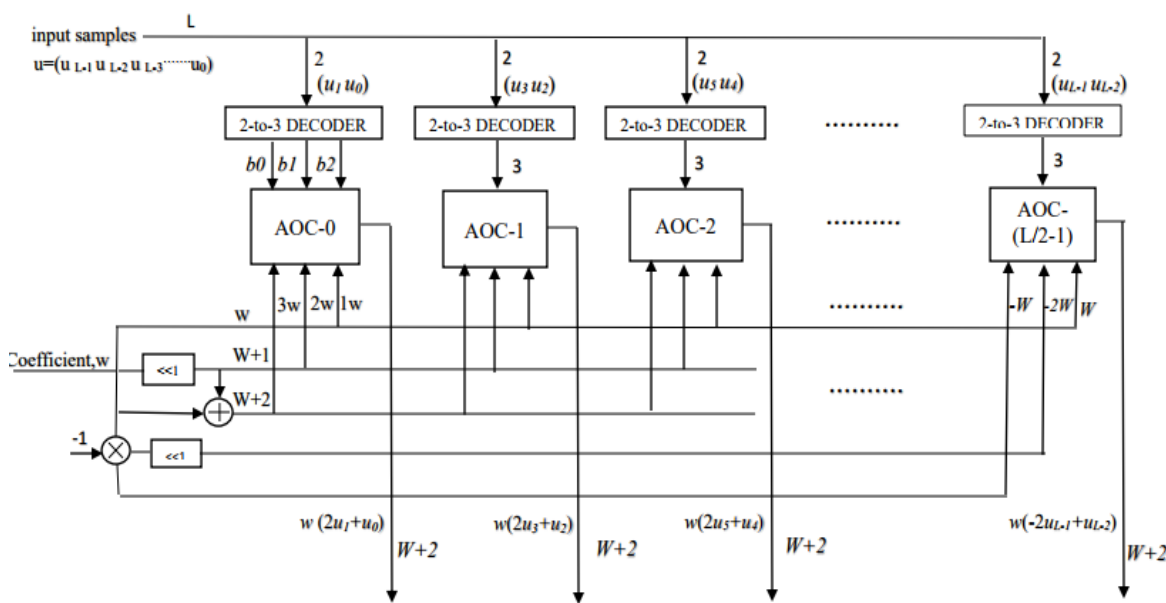 L
input samples
u=(u L-1 u L-2 u L-3......u0)
2 2 2 2
(u1 u0) (u3 u2) (u5 u4) (uL-1 uL-2)
2-to-3 DECODER 2-to-3 DECODER 2-to-3 DECODER .......... 2-to-3 DECODER
b0 b1 b2 3 3 3
AOC-0 AOC-1 AOC-2 .......... AOC-
(L/2-1)
3w 2w 1w .......... -W -2W W
w
Coefficient,w <<1 W+1
+ W+2 ..........
-1 × <<1
w (2u1+u0) w(2u3+u2) w(2u5+u4) w(-2uL-1+uL-2)
W+2 W+2 W+2 W+2